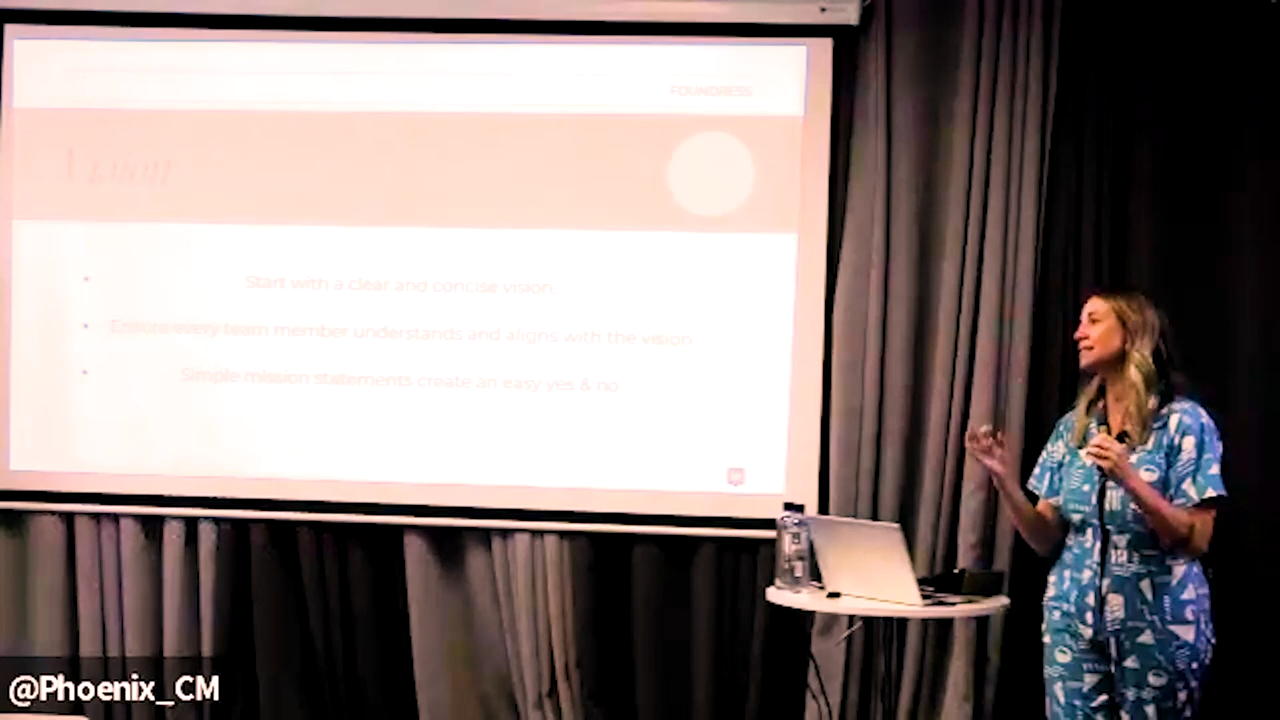 FOUNDRESS
Vision
Start with a clear and concise vision.
Ensure every team member understands and aligns with the vision
Simple mission statements create an easy yes & no
@Phoenix_CM